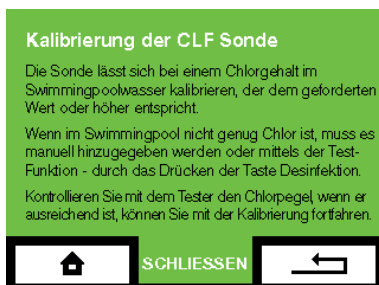 Kalibrierung der CLF Sonde
Die Sonde lässt sich bei einem Chlorgehalt im
Swimmingpoolwasser kalibrieren, der dem geforderten
Wert oder höher entspricht.
Wenn im Swimmingpool nicht genug Chlor ist, muss es
manuell hinzugegeben werden oder mittels der Test-
Funktion - durch das Drücken der Taste Desinfektion.
Kontrollieren Sie mit dem Tester den Chlorpegel, wenn er
ausreichend ist, können Sie mit der Kalibrierung fortfahren.
SCHLIESSEN